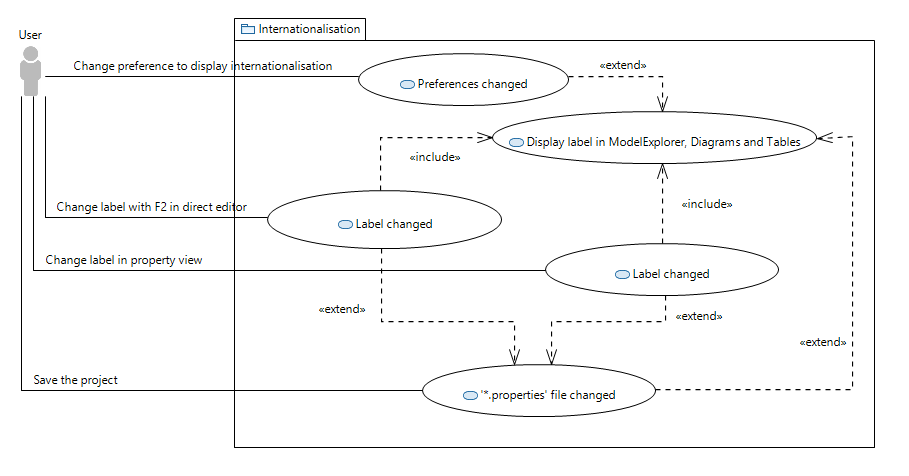 Internationalisation
User
Change preference to display internationalisation
«extend»
Preferences changed
Display label in ModelExplorer, Diagrams and Tables
«include»
«include»
Change label with F2 in direct editor
Label changed
Change label in property view
Label changed
«extend»
«extend»
«extend»
Save the project
'*.properties' file changed